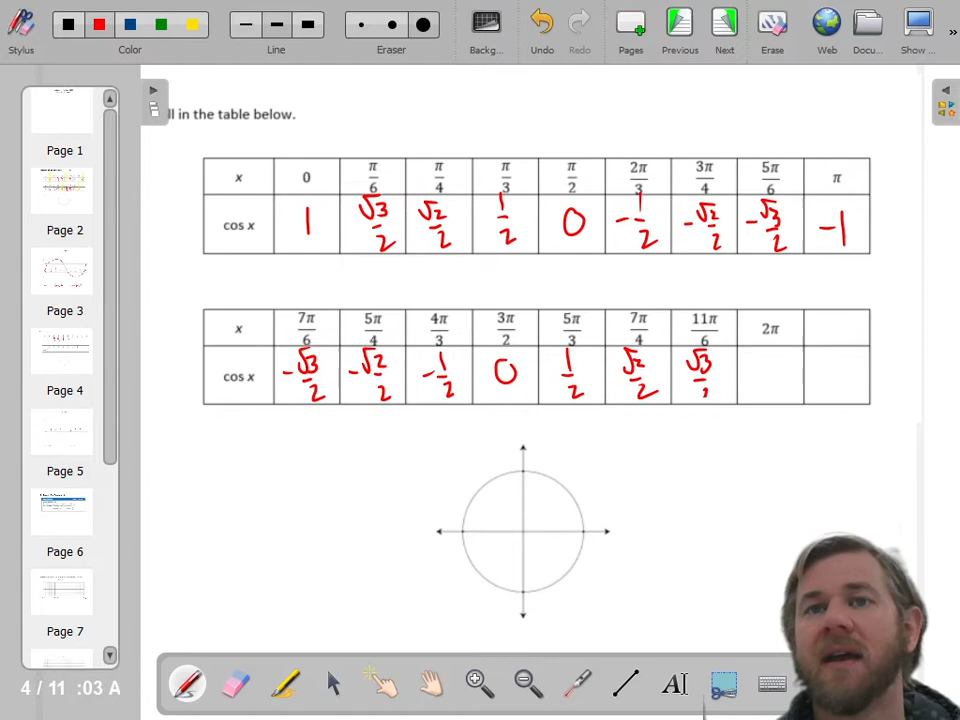 Stylus Color Line Eraser Backg... Undo Redo Pages Previous Next Erase Web Docu... Show ... »
Page 1
Page 2
Page 3
Page 4
Page 5
Page 6
Page 7
ll in the table below.
x 0 π/6 π/4 π/3 π/2 2π/3 3π/4 5π/6 π
cos x 1 √3/2 √2/2 1/2 0 -1/2 -√2/2 -√3/2 -1
x 7π/6 5π/4 4π/3 3π/2 5π/3 7π/4 11π/6 2π
cos x -√3/2 -√2/2 -1/2 0 1/2 √2/2 √3/2
4 / 11 :03 A
AI